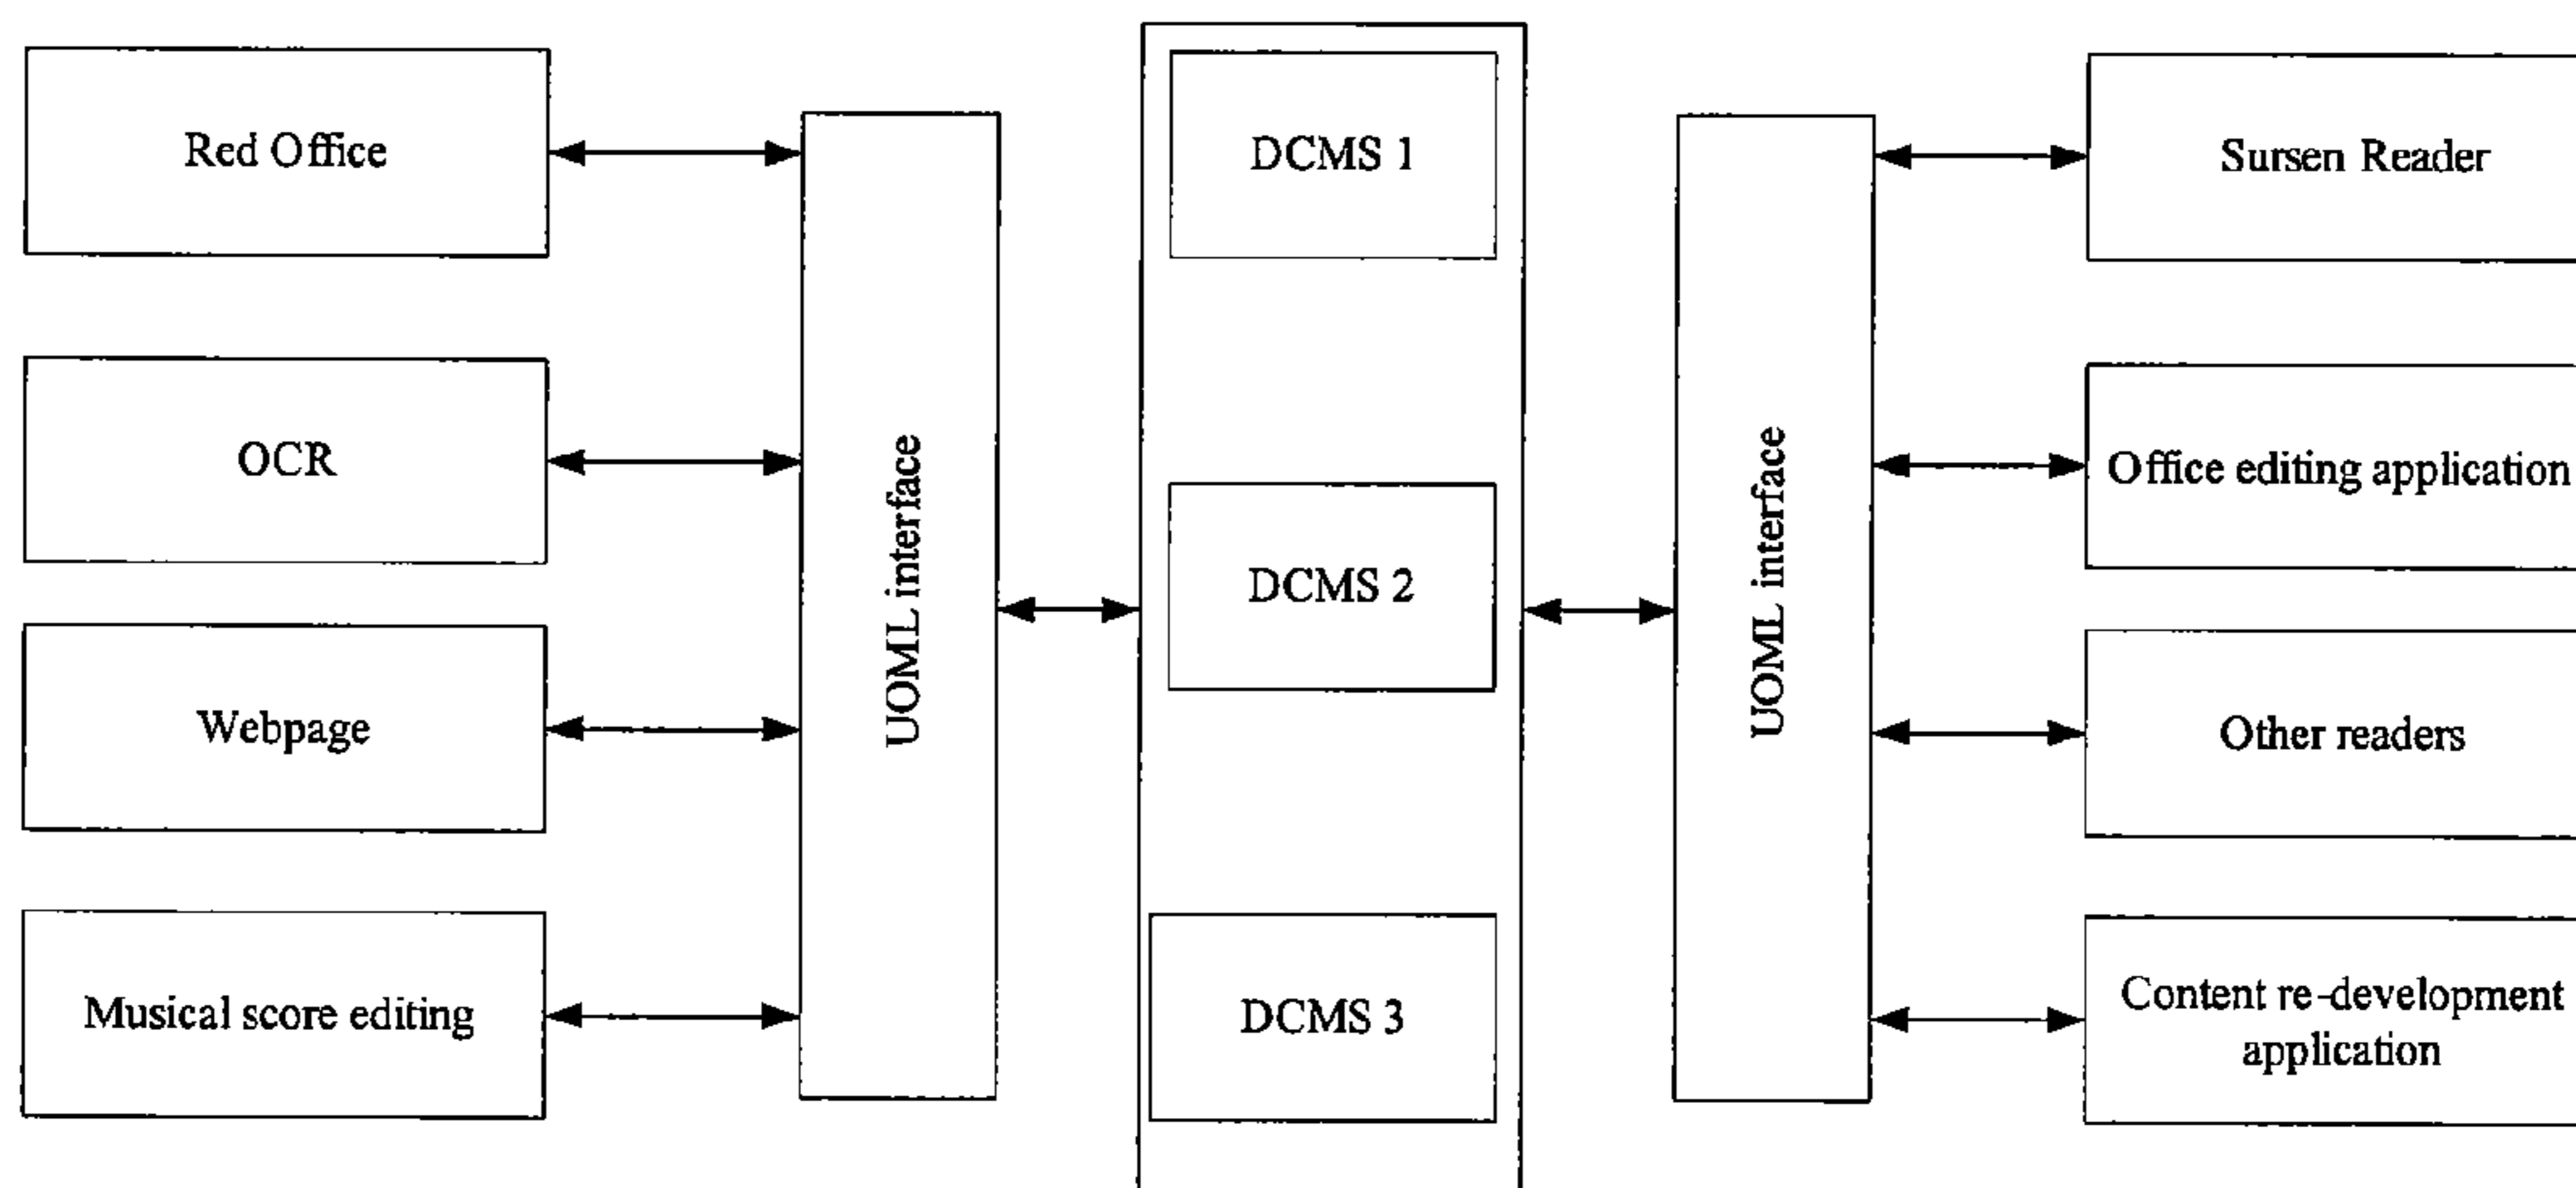 Red Office
OCR
Webpage
Musical score editing
UOML interface
DCMS 1
DCMS 2
DCMS 3
UOML interface
Sursen Reader
Office editing application
Other readers
Content re-development
application